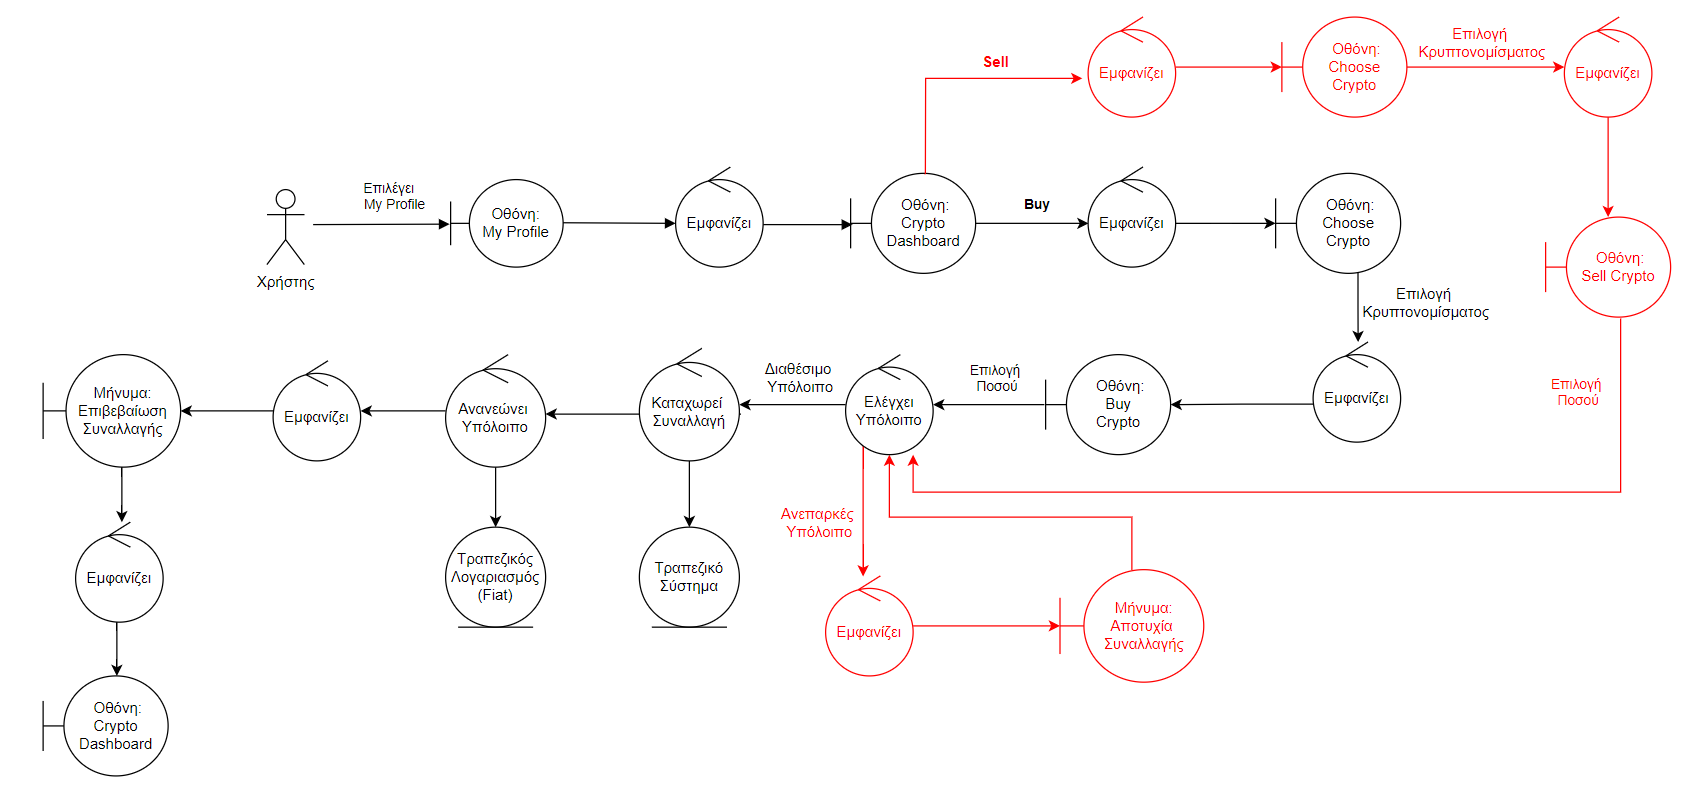 Sell
Εμφανίζει
Οθόνη:
Choose
Crypto
Επιλογή
Κρυπτονομίσματος
Εμφανίζει
Επιλέγει
My Profile
Χρήστης
Οθόνη:
My Profile
Εμφανίζει
Οθόνη:
Crypto
Dashboard
Buy
Εμφανίζει
Οθόνη:
Choose
Crypto
Οθόνη:
Sell Crypto
Επιλογή
Κρυπτονομίσματος
Μήνυμα:
Επιβεβαίωση
Συναλλαγής
Εμφανίζει
Ανανεώνει
Υπόλοιπο
Καταχωρεί
Συναλλαγή
Διαθέσιμο
Υπόλοιπο
Ελέγχει
Υπόλοιπο
Επιλογή
Ποσού
Οθόνη:
Buy
Crypto
Εμφανίζει
Επιλογή
Ποσού
Ανεπαρκές
Υπόλοιπο
Εμφανίζει
Τραπεζικός
Λογαριασμός
(Fiat)
Τραπεζικό
Σύστημα
Εμφανίζει
Μήνυμα:
Αποτυχία
Συναλλαγής
Οθόνη:
Crypto
Dashboard